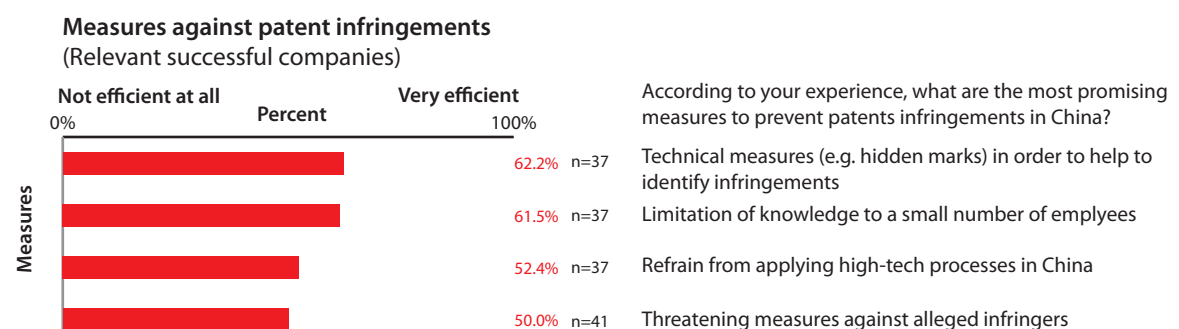 Measures against patent infringements
(Relevant successful companies)
Not efficient at all
Very efficient
Percent
0%
100%
According to your experience, what are the most promising
measures to prevent patents infringements in China?
Measures
62.2% n=37 Technical measures (e.g. hidden marks) in order to help to
identify infringements
61.5% n=37 Limitation of knowledge to a small number of emplyees
52.4% n=37 Refrain from applying high-tech processes in China
50.0% n=41 Threatening measures against alleged infringers